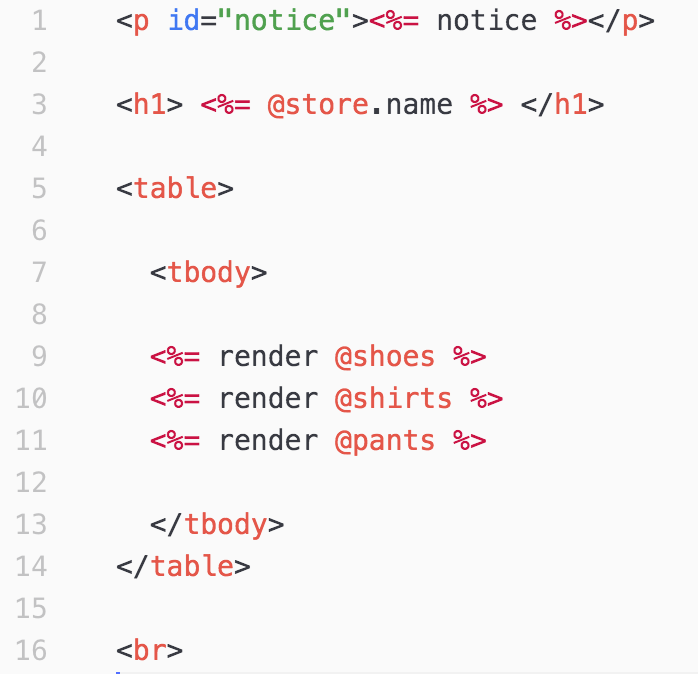 1 <p id="notice"><%= notice %></p>
2
3 <h1> <%= @store.name %> </h1>
4
5 <table>
6
7 <tbody>
8
9 <%= render @shoes %>
10 <%= render @shirts %>
11 <%= render @pants %>
12
13 </tbody>
14 </table>
15
16 <br>